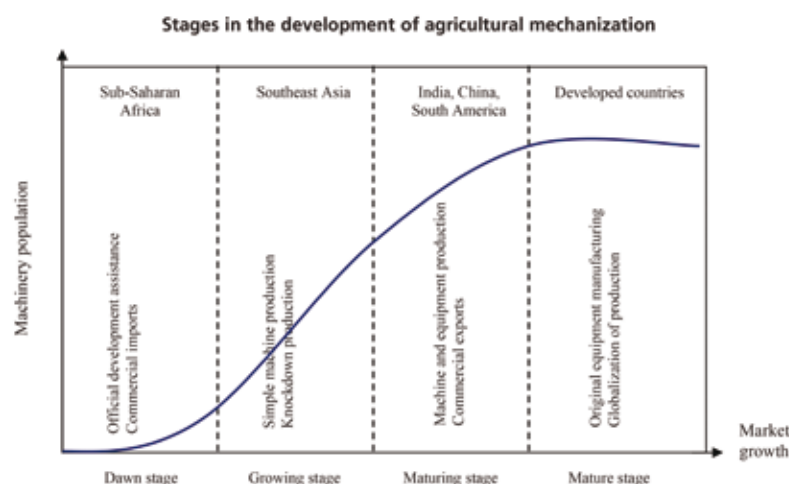 Stages in the development of agricultural mechanization
Sub-Saharan
Africa
Southeast Asia
India, China,
South America
Developed countries
Machinery population
Official development assistance
Commercial imports
Simple machine production
Knockdown production
Machine and equipment production
Commercial exports
Original equipment manufacturing
Globalization of production
Market
growth
Dawn stage
Growing stage
Maturing stage
Mature stage